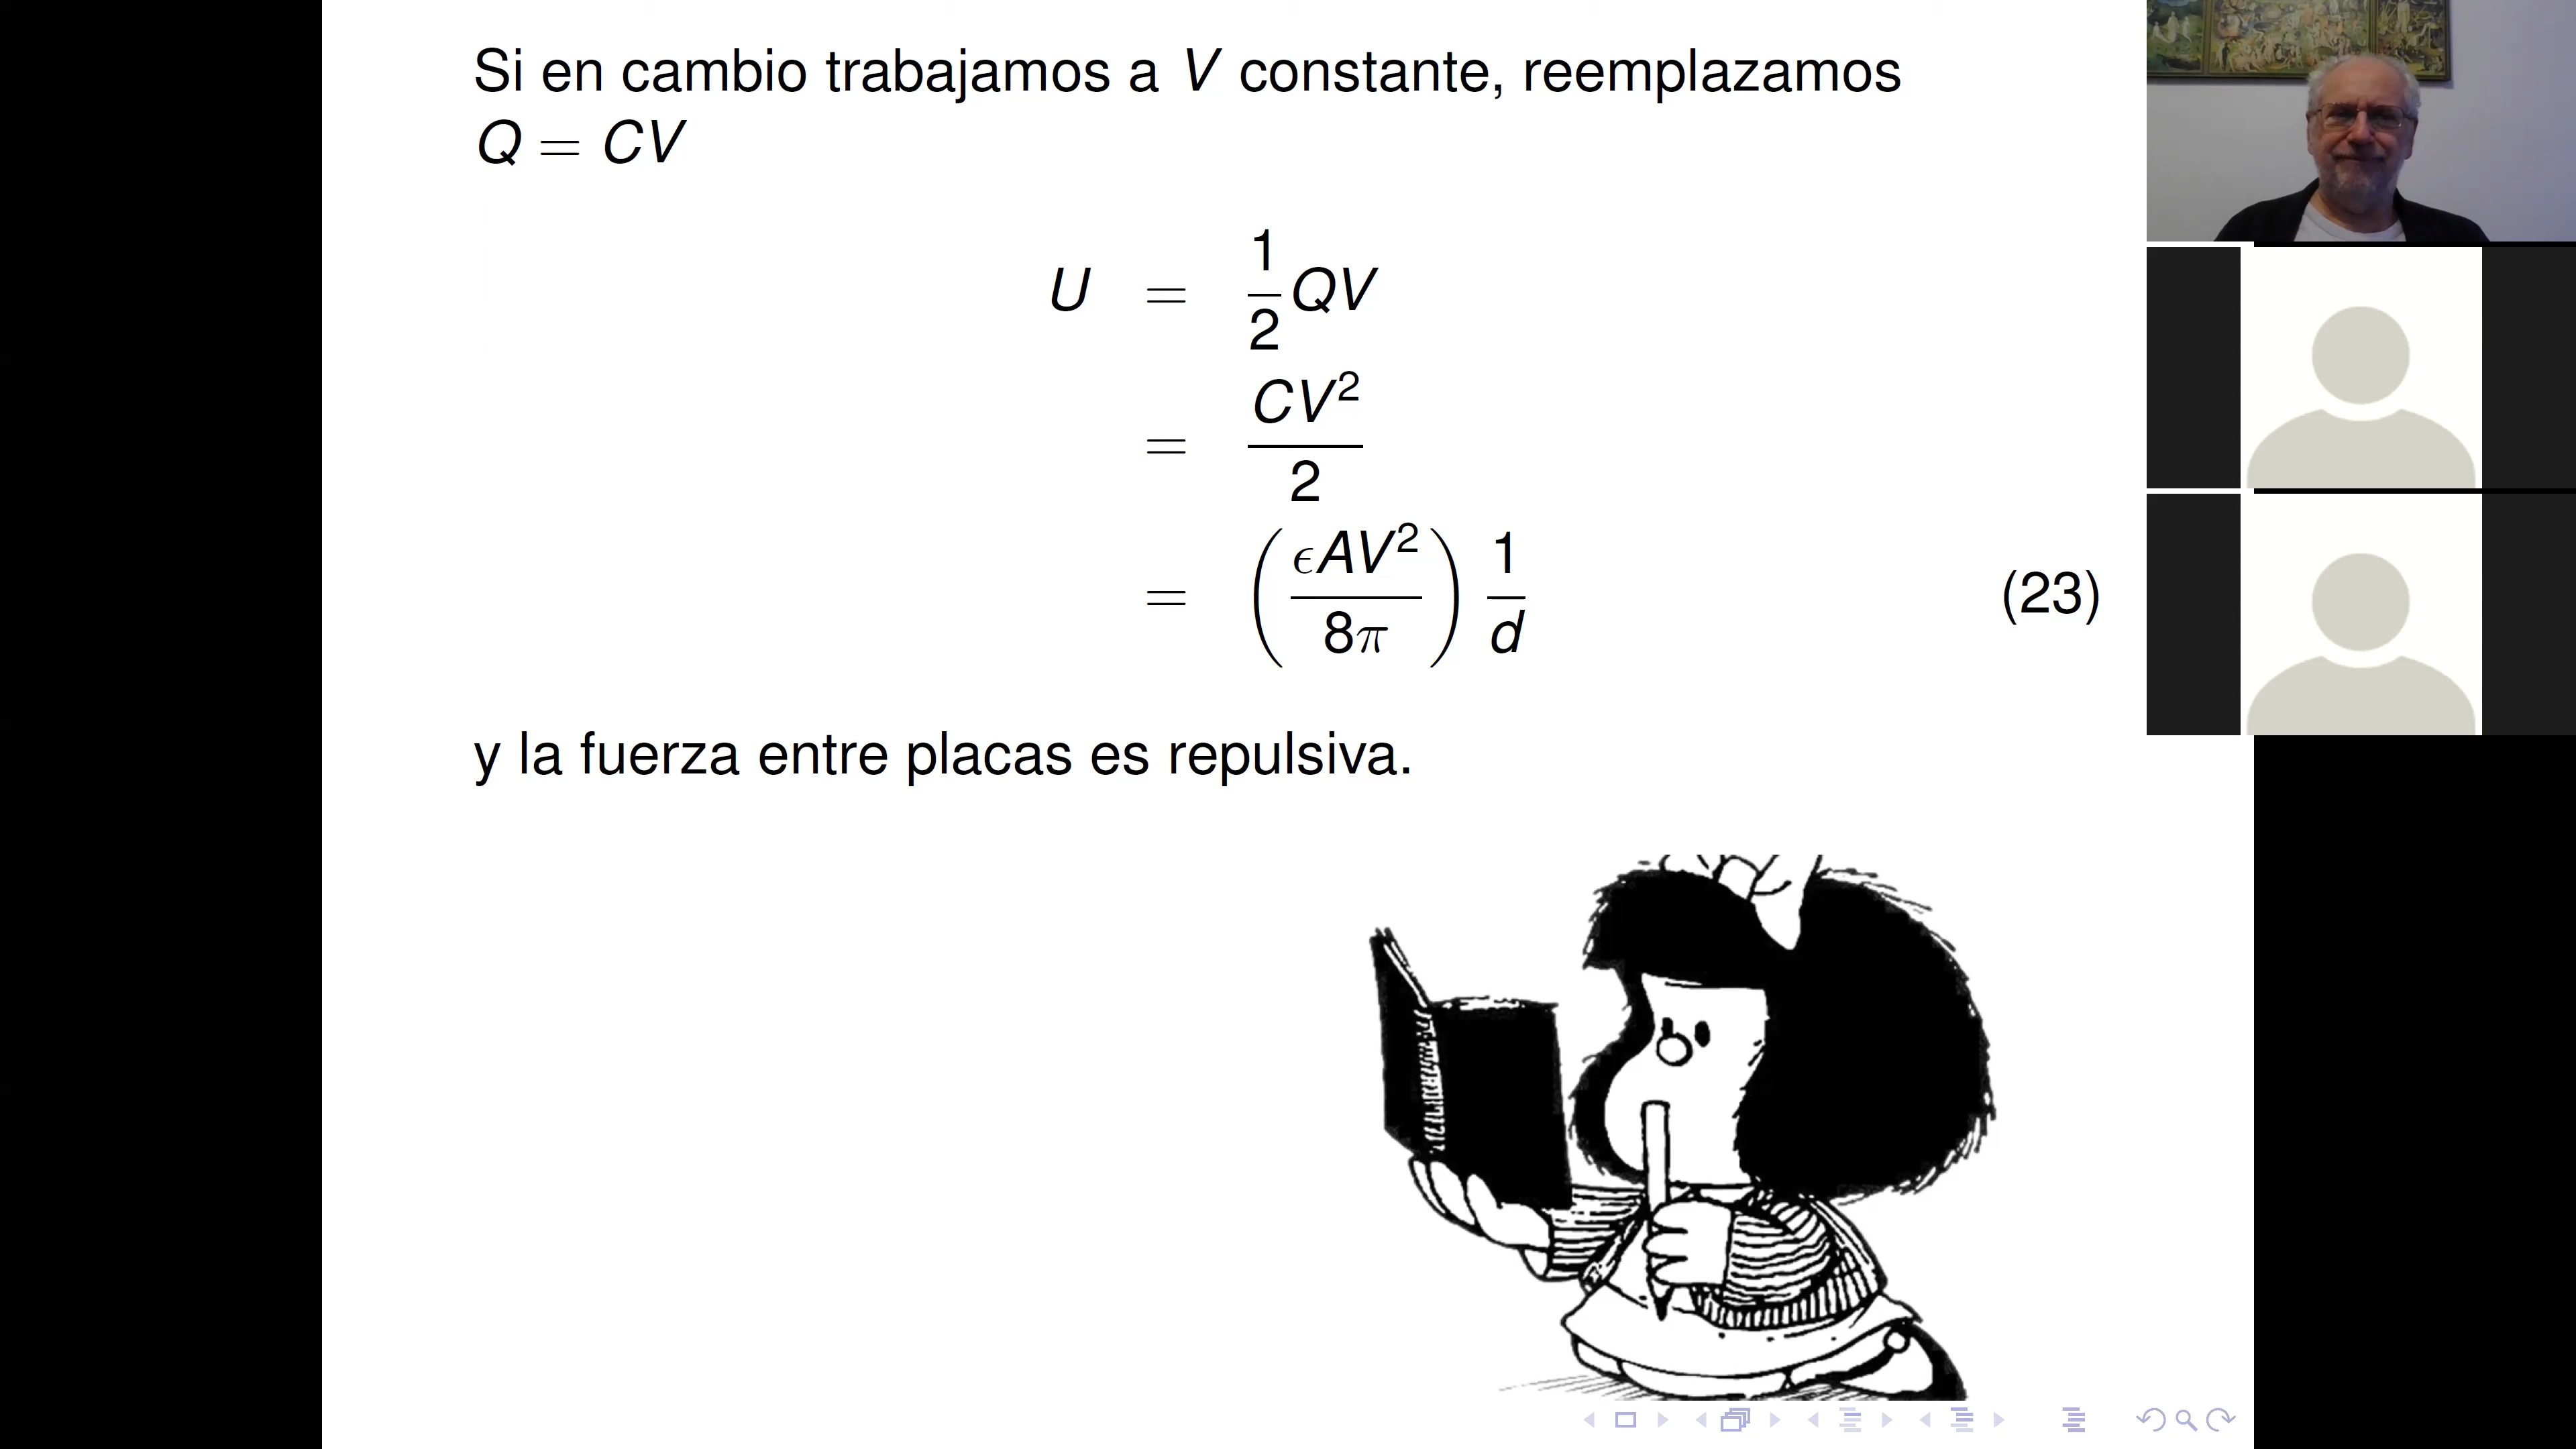 Si en cambio trabajamos a V constante, reemplazamos
Q = CV
U = 1/2 QV
= CV²/2
= (ϵAV²/8π) 1/d (23)
y la fuerza entre placas es repulsiva.